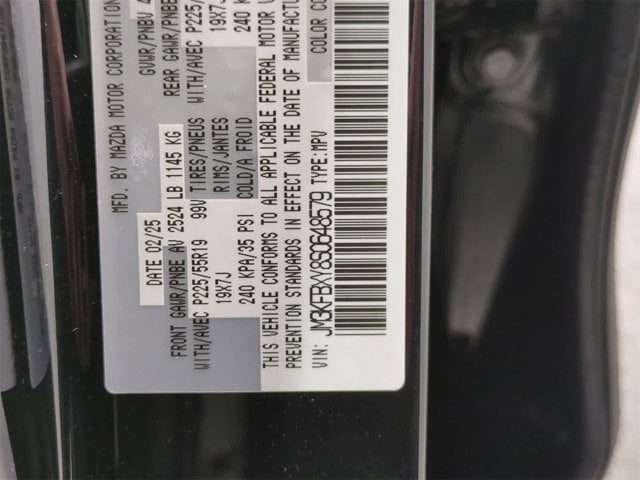 MFD. BY MAZDA MOTOR CORPORATION
DATE 02/25 GVWR/PNBV
FRONT GAWR/PNBE AV 2524 LB 1145 KG REAR GAWR/PNBE
WITH/AVEC P225/55R19 99V TIRES/PNEUS WITH/AVEC P225/
19X7J RIMS/JANTES 19X7J
240 KPA/35 PSI COLD/A FROID 240 KP
THIS VEHICLE CONFORMS TO ALL APPLICABLE FEDERAL MOTOR V
PREVENTION STANDARDS IN EFFECT ON THE DATE OF MANUFACTUR
VIN: JM3KFBXY8S0648579 TYPE: MPV COLOR CO